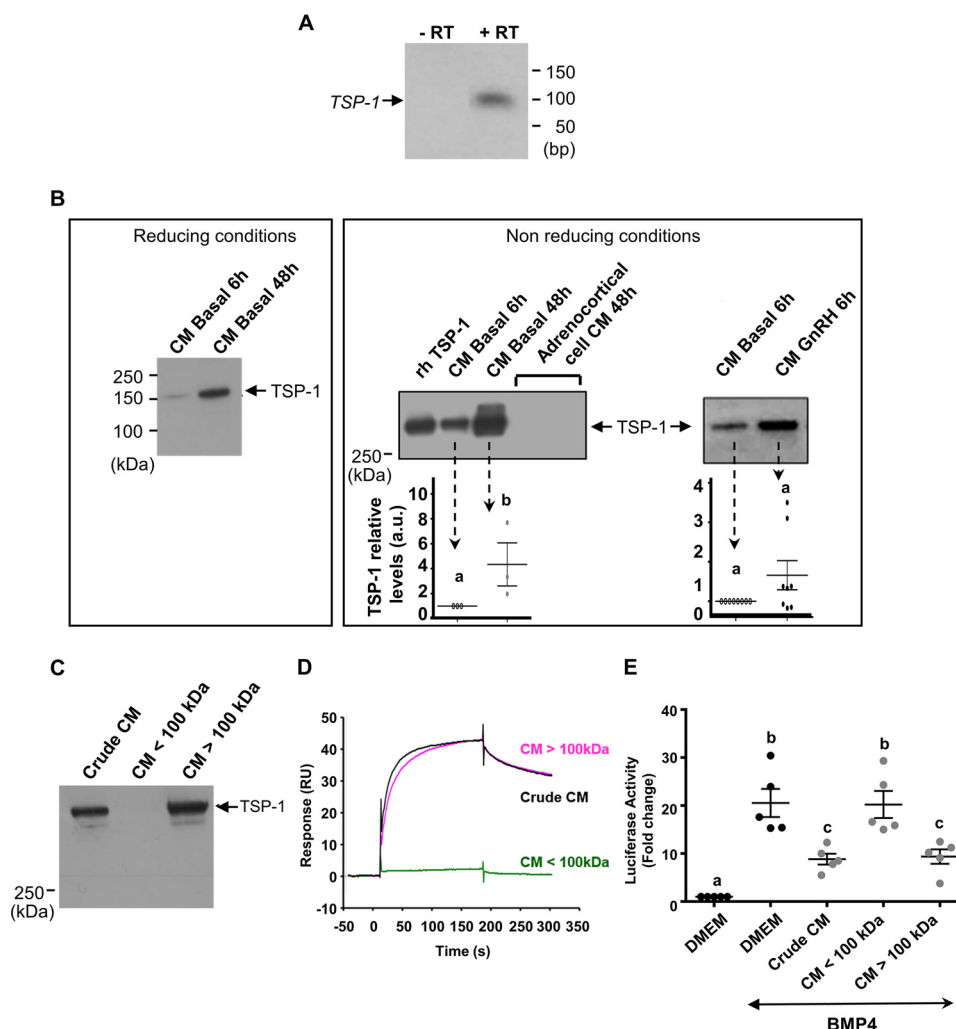 A
- RT + RT
TSP-1
150
100
50
(bp)
B
Reducing conditions
CM Basal 6h
CM Basal 48h
250
150
100
(kDa)
TSP-1
Non reducing conditions
rh TSP-1
CM Basal 6h
CM Basal 48h
Adrenocortical
cell CM 48h
CM Basal 6h
CM GnRH 6h
TSP-1
250
(kDa)
TSP-1 relative
levels (a.u.)
10
8
6
4
2
0
a
b
4
3
2
1
0
a
a
C
Crude CM
CM < 100 kDa
CM > 100 kDa
TSP-1
250
(kDa)
D
Response (RU)
50
40
30
20
10
0
-10
CM > 100kDa
Crude CM
CM < 100kDa
-50 0 50 100 150 200 250 300 350
Time (s)
E
Luciferase Activity
(Fold change)
40
30
20
10
0
a
b
c
b
c
DMEM
DMEM
Crude CM
CM < 100 kDa
CM > 100 kDa
BMP4